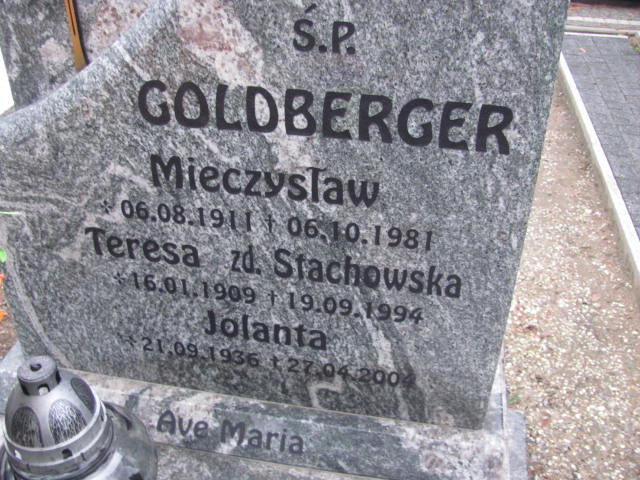 Ś.P.
GOLDBERGER
Mieczysław
* 06.08.1911 † 06.10.1981
Teresa zd. Stachowska
* 16.01.1909 † 19.09.1994
Jolanta
* 21.09.1936 † 27.04.2004
Ave Maria